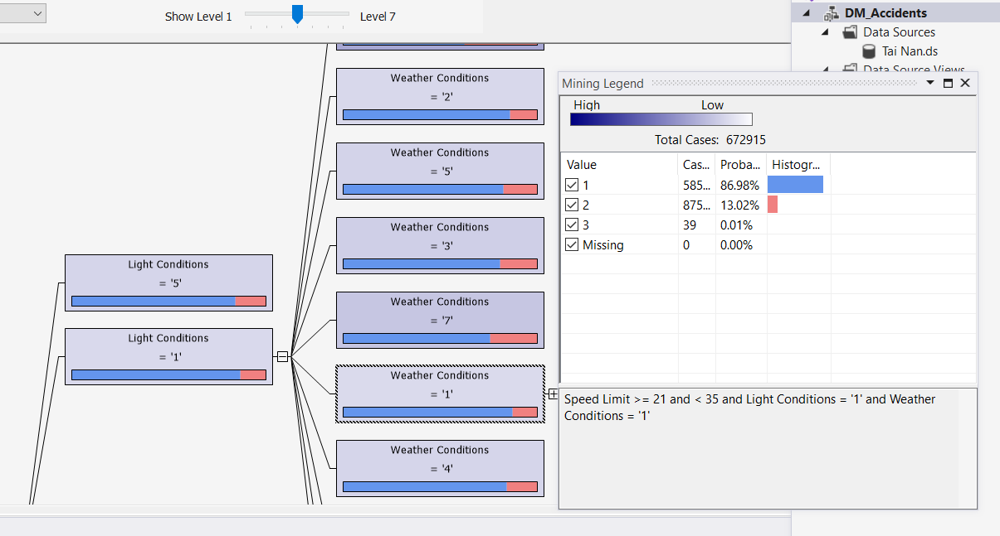 Show Level 1
Level 7
DM_Accidents
Data Sources
Tai Nan.ds
Data Source Views
Weather Conditions
= '2'
Weather Conditions
= '5'
Weather Conditions
= '3'
Weather Conditions
= '7'
Weather Conditions
= '1'
Weather Conditions
= '4'
Light Conditions
= '5'
Light Conditions
= '1'
Mining Legend
High Low
Total Cases: 672915
Value Cas... Proba... Histogr...
1 585... 86.98%
2 875... 13.02%
3 39 0.01%
Missing 0 0.00%
Speed Limit >= 21 and < 35 and Light Conditions = '1' and Weather
Conditions = '1'